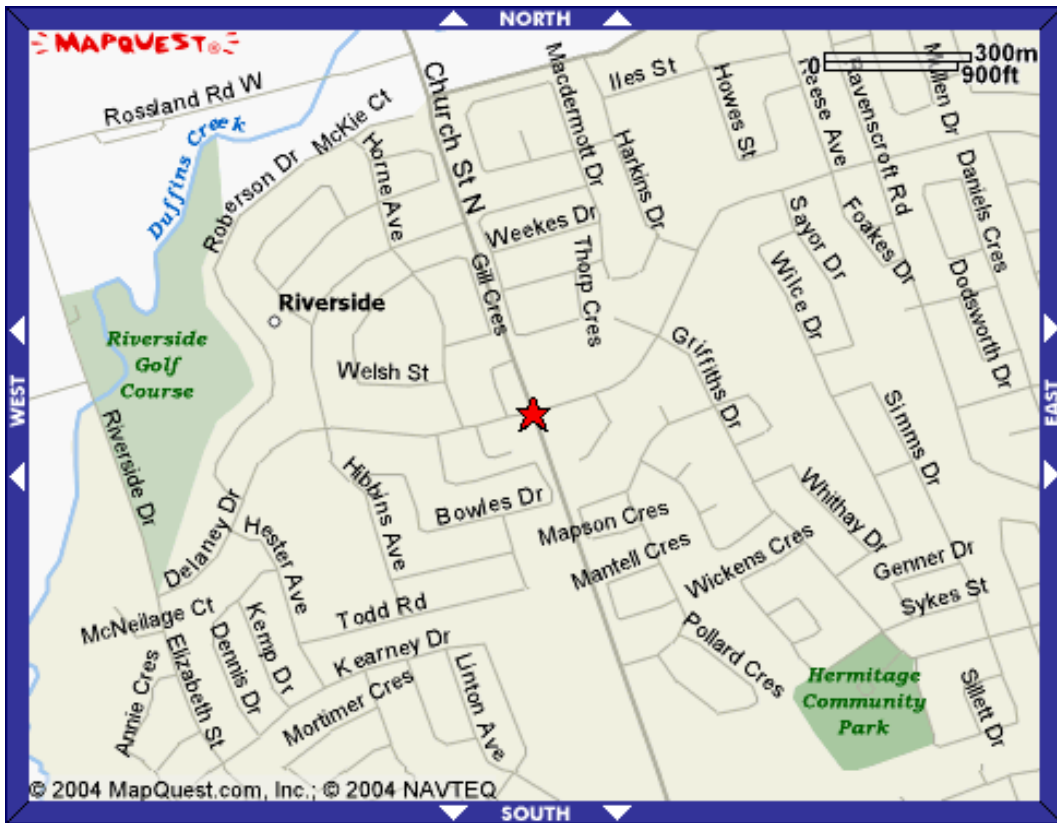 NORTH
MAPQUEST®
300m
0
900ft
Rossland Rd W
Duffins Creek
McKie Ct
Roberson Dr
Horne Ave
Church St N
Macdermott Dr
Iles St
Howes St
Reese Ave
Ravenscroft Rd
Mullen Dr
Harkins Dr
Daniels Cres
Weekes Dr
Sayor Dr
Foakes Dr
Gill Cres
Thorp Cres
Wilce Dr
Dodsworth Dr
Riverside
Riverside
Golf
Course
Welsh St
Griffiths Dr
WEST
EAST
Riverside Dr
Simms Dr
Hibbins Ave
Bowles Dr
Whithay Dr
Delaney Dr
Hester Ave
Mapson Cres
Mantell Cres
Wickens Cres
Genner Dr
Sykes St
McNeilage Ct
Todd Rd
Kemp Dr
Dennis Dr
Kearney Dr
Pollard Cres
Annie Cres
Elizabeth St
Mortimer Cres
Linton Ave
Hermitage
Community
Park
Sillett Dr
© 2004 MapQuest.com, Inc.; © 2004 NAVTEQ
SOUTH